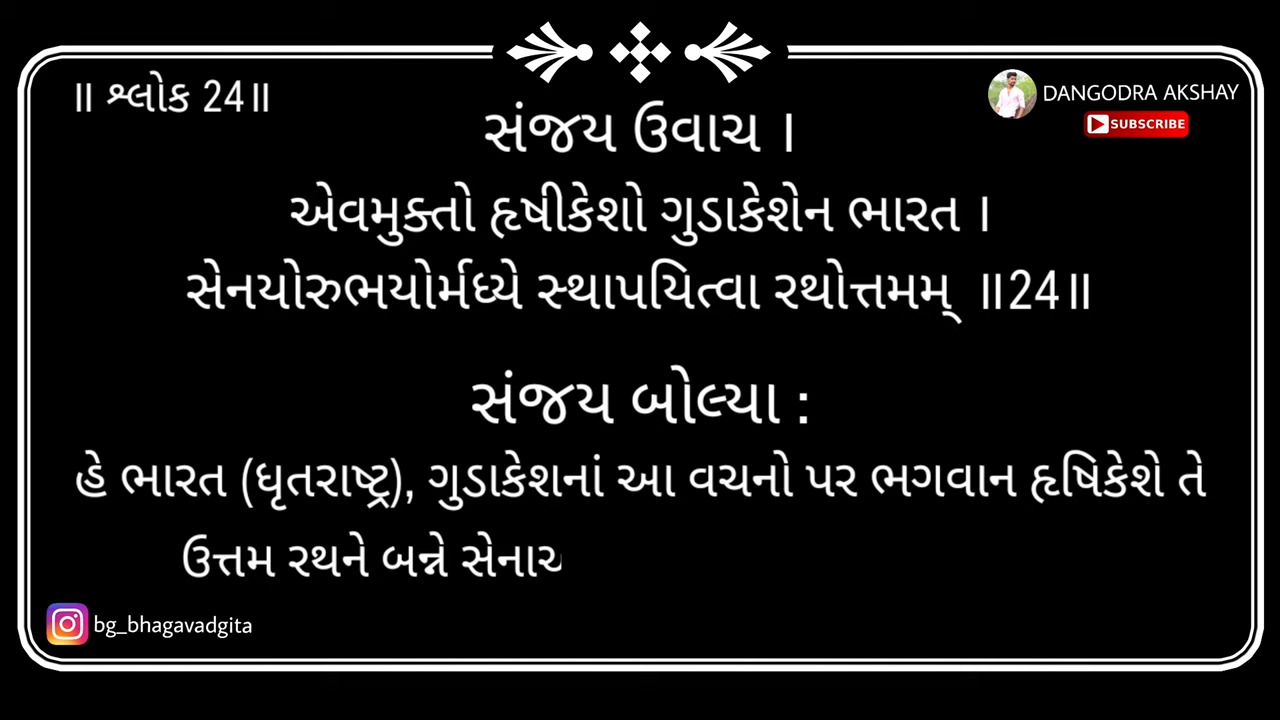 ॥ શ્લોક 24॥
DANGODRA AKSHAY
SUBSCRIBE
સંજય ઉવાચ ।
એવમુક્તો હૃષીકેશો ગુડાકેશેન ભારત ।
સેનયોરુભયોર્મધ્યે સ્થાપયિત્વા રથોત્તમમ્ ॥24॥
સંજય બોલ્યા :
હે ભારત (ધૃતરાષ્ટ્ર), ગુડાકેશનાં આ વચનો પર ભગવાન હૃષિકેશે તે
ઉત્તમ રથને બન્ને
bg_bhagavadgita